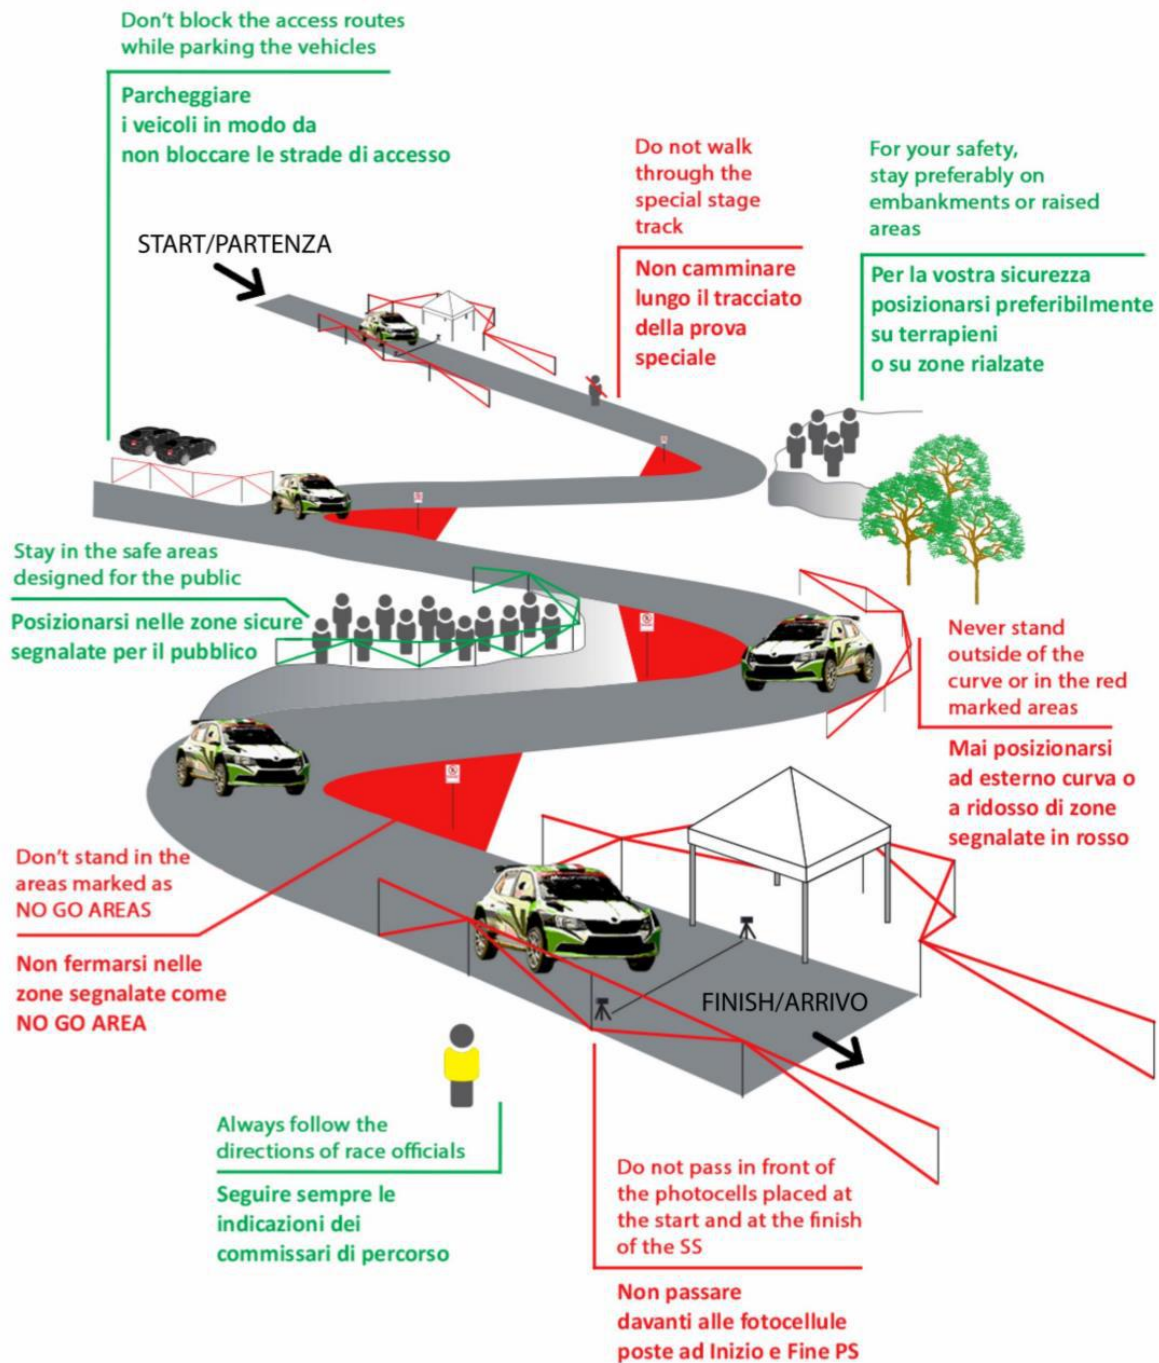 Don't block the access routes
while parking the vehicles
Parcheggiare
i veicoli in modo da
non bloccare le strade di accesso
START/PARTENZA
Do not walk
through the
special stage
track
Non camminare
lungo il tracciato
della prova
speciale
For your safety,
stay preferably on
embankments or raised
areas
Per la vostra sicurezza
posizionarsi preferibilmente
su terrapieni
o su zone rialzate
Stay in the safe areas
designed for the public
Posizionarsi nelle zone sicure
segnalate per il pubblico
Never stand
outside of the
curve or in the red
marked areas
Mai posizionarsi
ad esterno curva o
a ridosso di zone
segnalate in rosso
Don't stand in the
areas marked as
NO GO AREAS
Non fermarsi nelle
zone segnalate come
NO GO AREA
FINISH/ARRIVO
Always follow the
directions of race officials
Seguire sempre le
indicazioni dei
commissari di percorso
Do not pass in front of
the photocells placed at
the start and at the finish
of the SS
Non passare
davanti alle fotocellule
poste ad Inizio e Fine PS